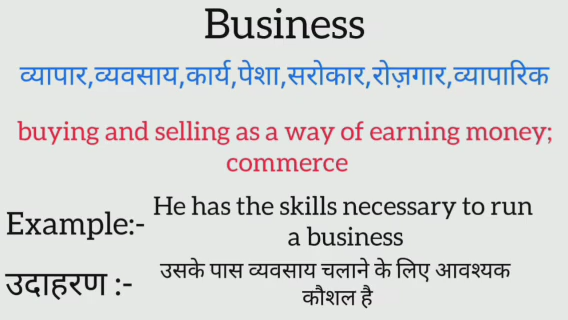 Business
व्यापार,व्यवसाय,कार्य,पेशा,सरोकार,रोज़गार,व्यापारिक
buying and selling as a way of earning money;
commerce
Example:- He has the skills necessary to run
a business
उदाहरण :- उसके पास व्यवसाय चलाने के लिए आवश्यक
कौशल है